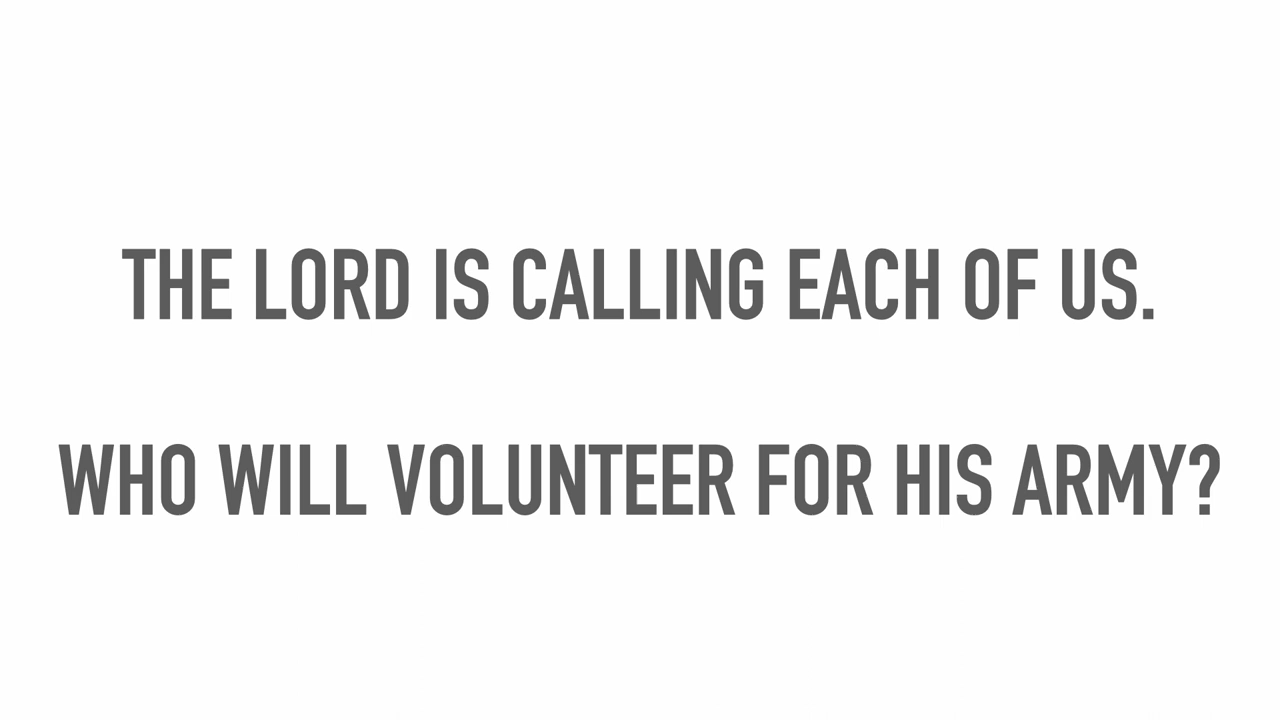 THE LORD IS CALLING EACH OF US.
WHO WILL VOLUNTEER FOR HIS ARMY?